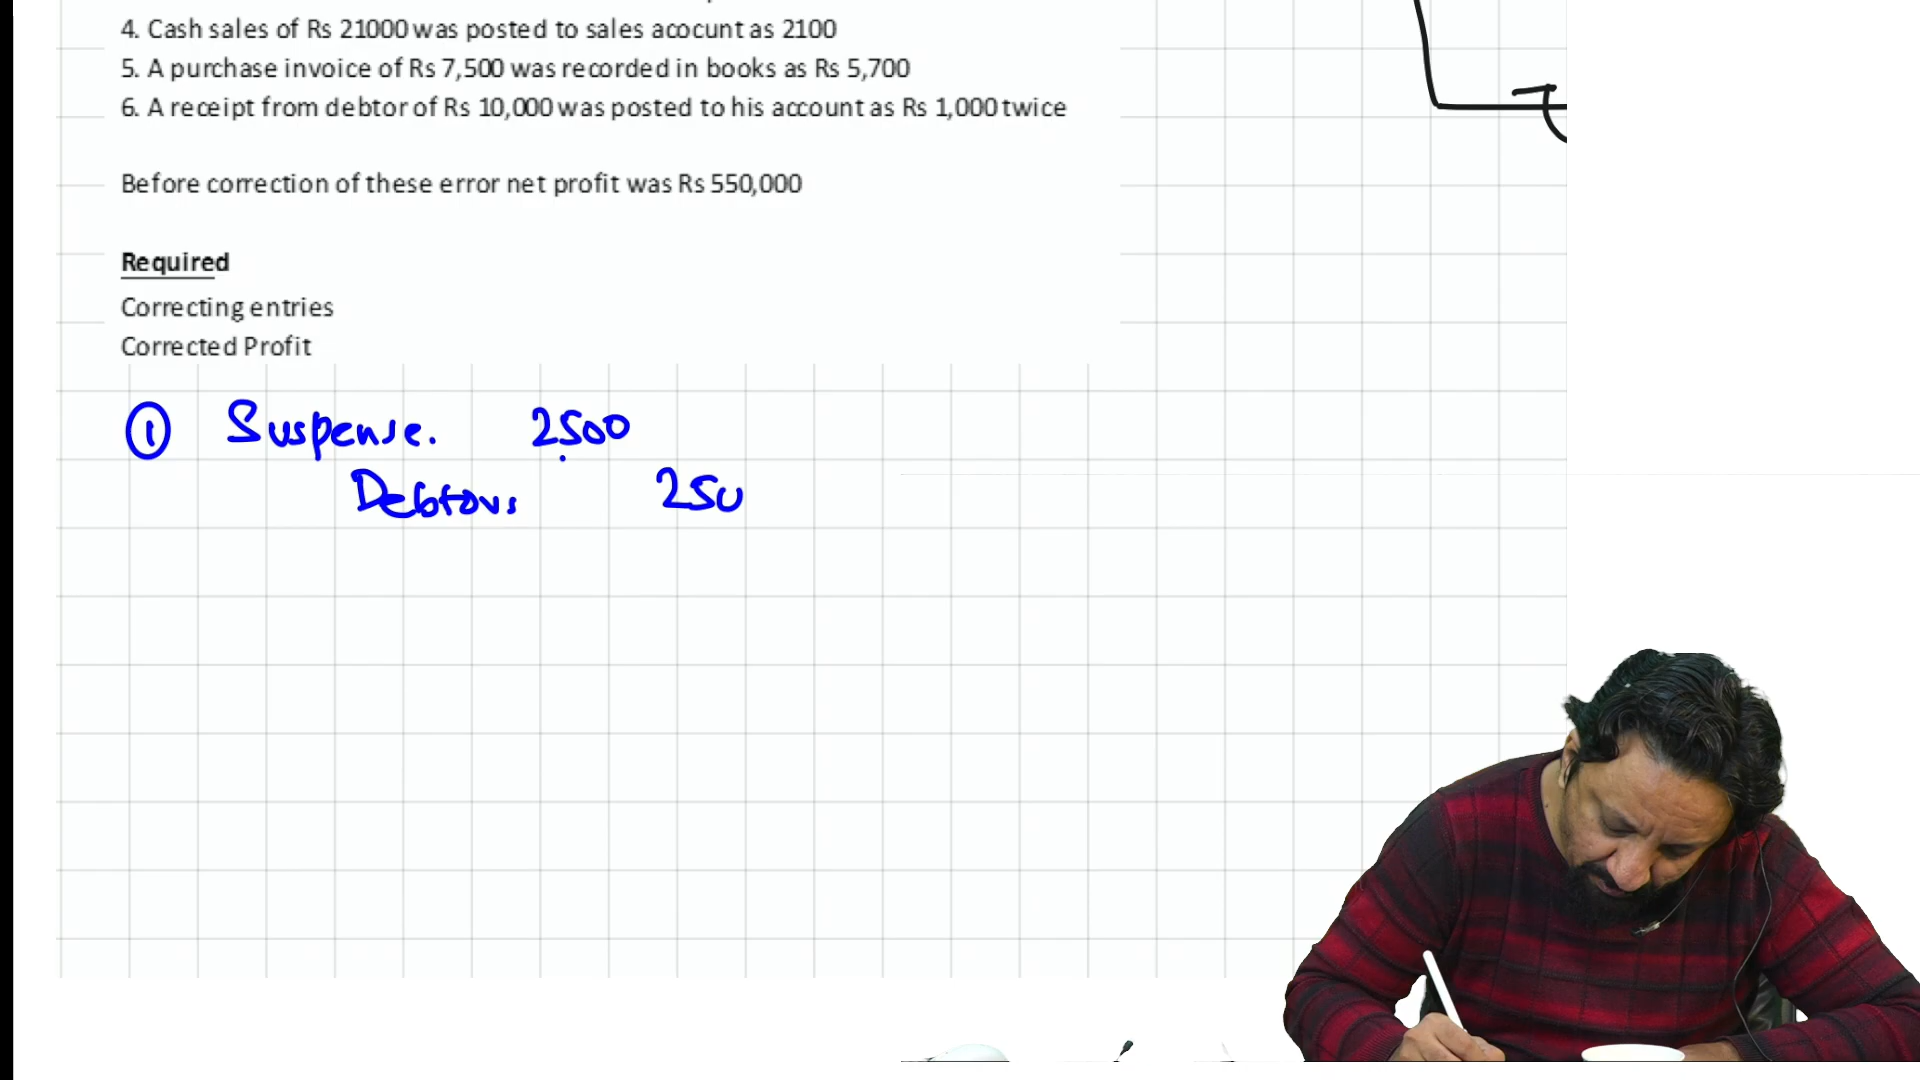 4. Cash sales of Rs 21000 was posted to sales acocunt as 2100
5. A purchase invoice of Rs 7,500 was recorded in books as Rs 5,700
6. A receipt from debtor of Rs 10,000 was posted to his account as Rs 1,000 twice
Before correction of these error net profit was Rs 550,000
Required
Correcting entries
Corrected Profit
① Suspense. 2500
Debtors 250